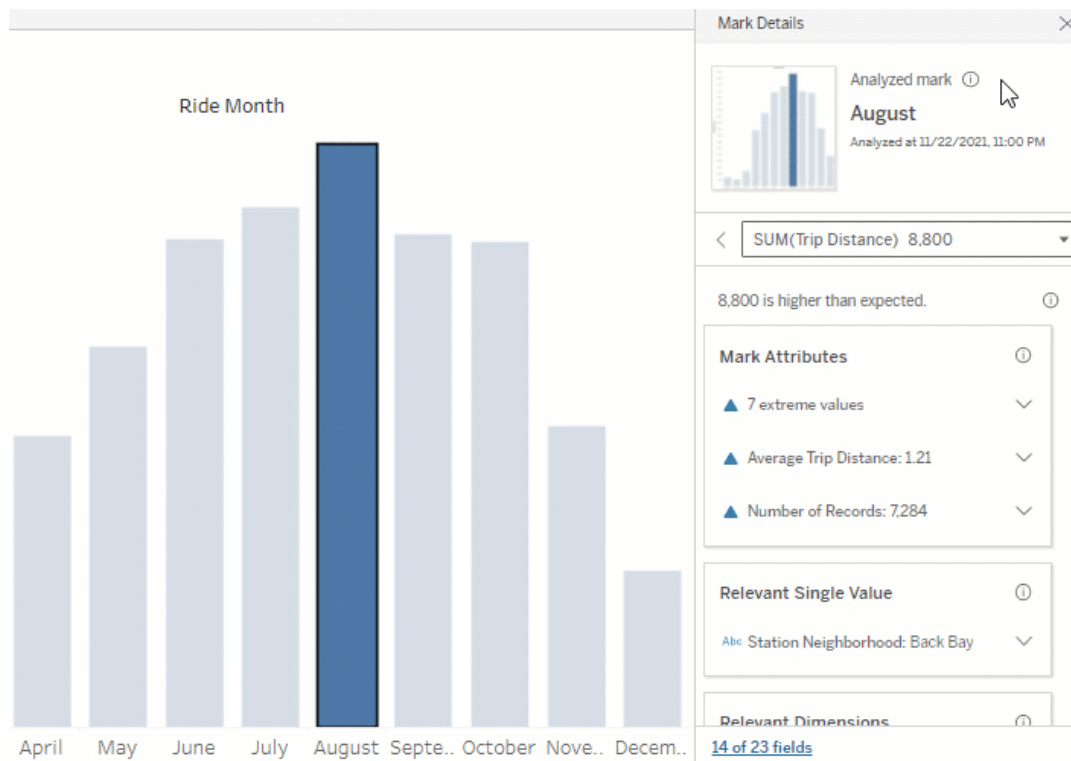 Ride Month
April May June July August Septe.. October Nove.. Decem..
Mark Details
Analyzed mark
August
Analyzed at 11/22/2021, 11:00 PM
SUM(Trip Distance) 8,800
8,800 is higher than expected.
Mark Attributes
7 extreme values
Average Trip Distance: 1.21
Number of Records: 7,284
Relevant Single Value
Abc Station Neighborhood: Back Bay
Relevant Dimensions
14 of 23 fields